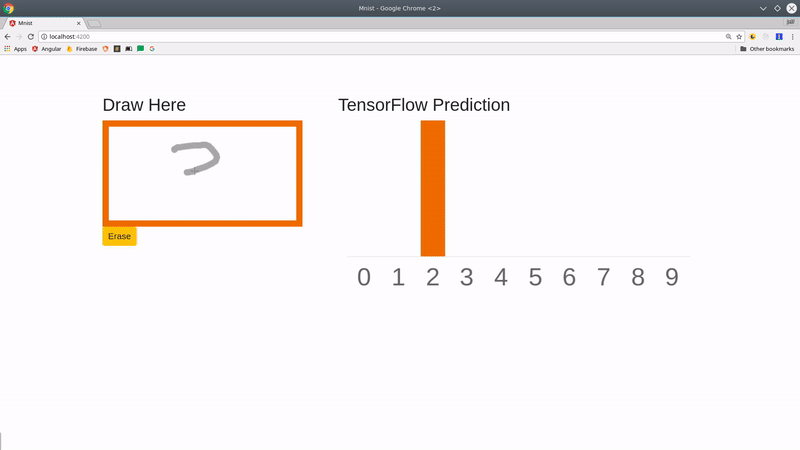 Mnist - Google Chrome <2>
Mnist
Jeff
localhost:4200
Apps Angular Firebase Other bookmarks
Draw Here
TensorFlow Prediction
Erase
0 1 2 3 4 5 6 7 8 9